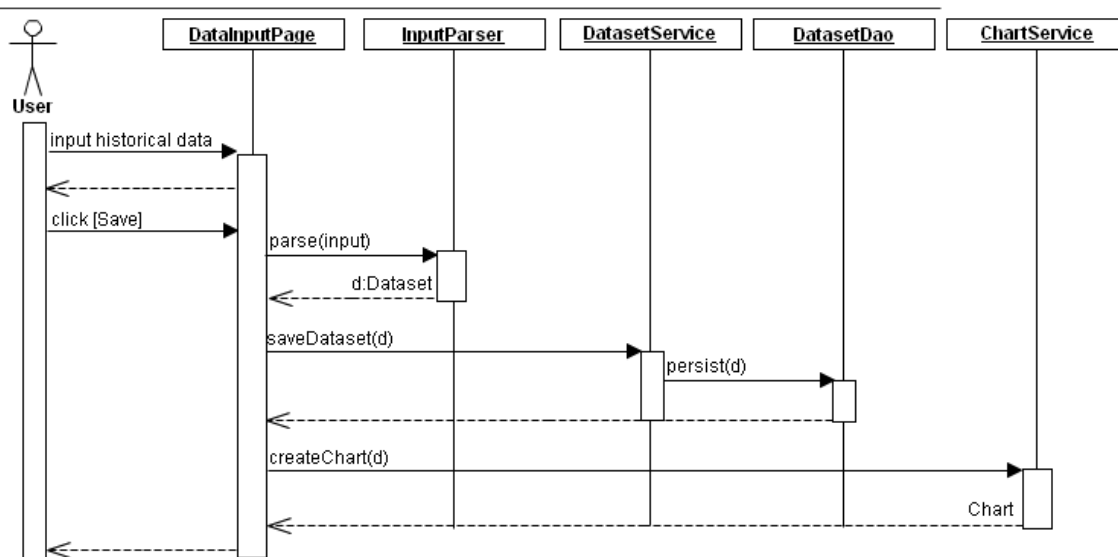 DataInputPage
InputParser
DatasetService
DatasetDao
ChartService
User
input historical data
click [Save]
parse(input)
d:Dataset
saveDataset(d)
persist(d)
createChart(d)
Chart